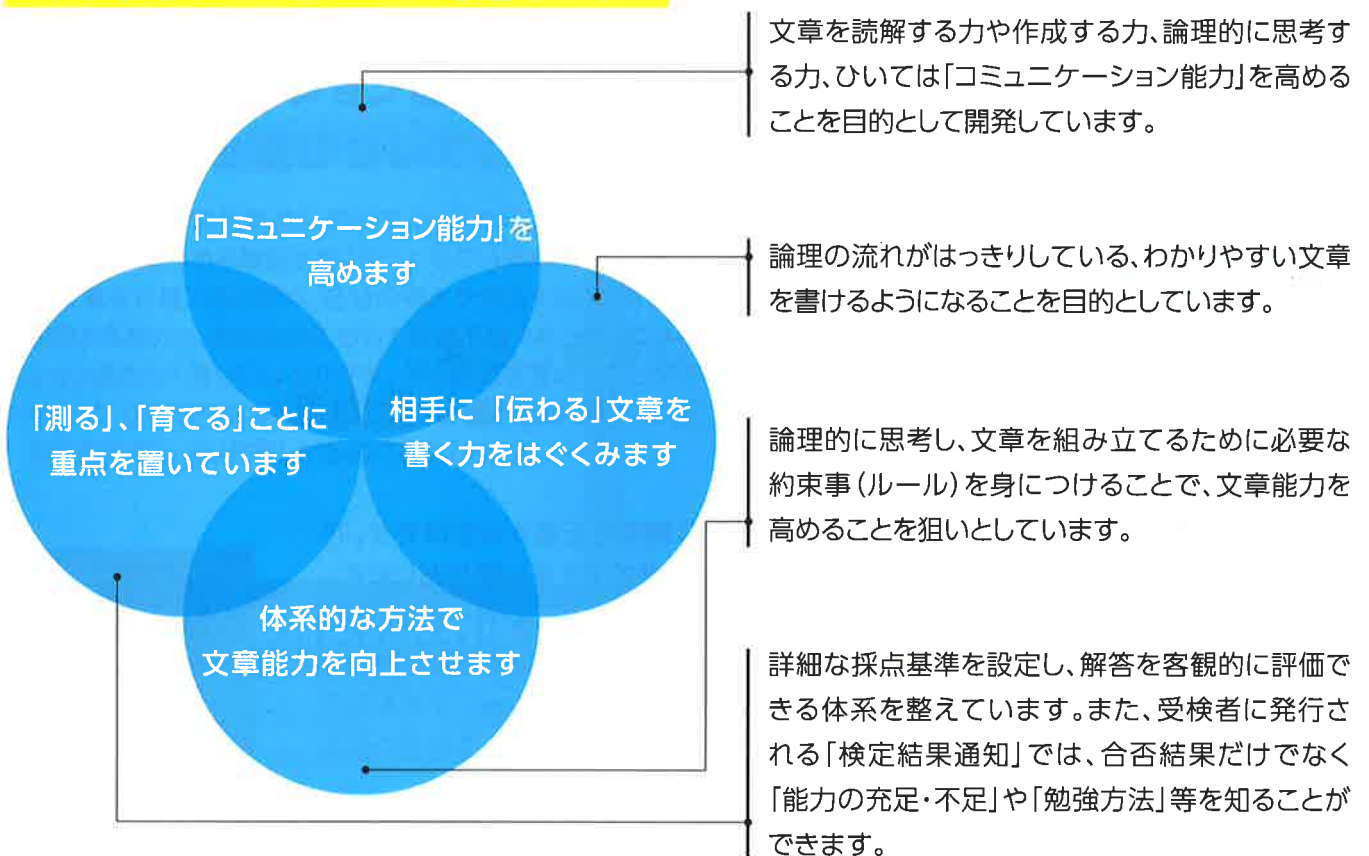 文章を読解する力や作成する力、論理的に思考す
る力、ひいては「コミュニケーション能力」を高める
ことを目的として開発しています。
「コミュニケーション能力」を
高めます
論理の流れがはっきりしている、わかりやすい文章
を書けるようになることを目的としています。
「測る」、「育てる」ことに
重点を置いています
相手に「伝わる」文章を
書く力をはぐくみます
論理的に思考し、文章を組み立てるために必要な
約束事(ルール)を身につけることで、文章能力を
高めることを狙いとしています。
体系的な方法で
文章能力を向上させます
詳細な採点基準を設定し、解答を客観的に評価で
きる体系を整えています。また、受検者に発行さ
れる「検定結果通知」では、合否結果だけでなく
「能力の充足・不足」や「勉強方法」等を知ることが
できます。